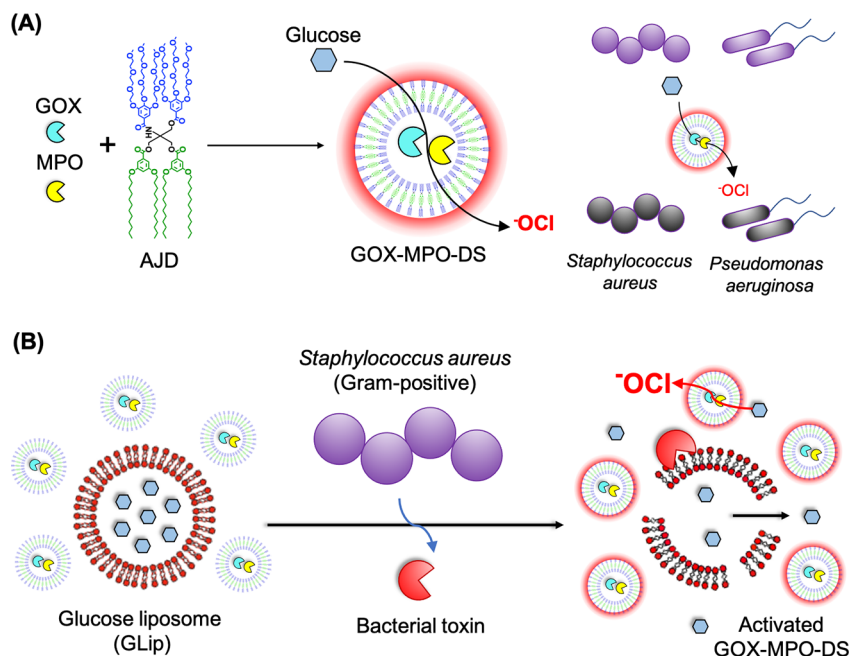 (A)
GOX
MPO
+
O
NH
AJD
Glucose
⁻OCl
GOX-MPO-DS
⁻OCl
Staphylococcus
aureus
Pseudomonas
aeruginosa
(B)
Glucose liposome
(GLip)
Staphylococcus aureus
(Gram-positive)
Bacterial toxin
⁻OCl
Activated
GOX-MPO-DS